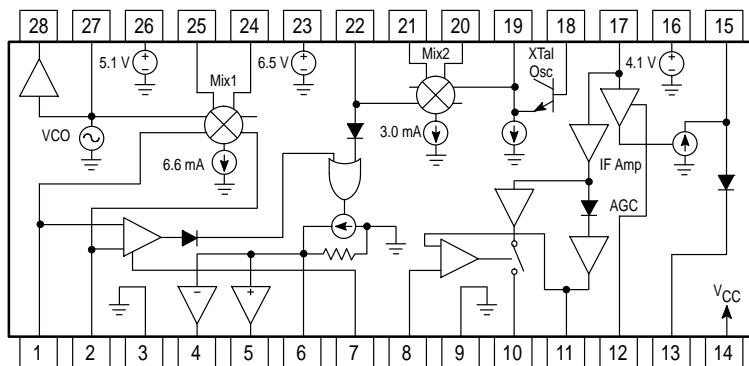 28 27 26 25 24 23 22 21 20 19 18 17 16 15
5.1 V
Mix1
6.5 V
Mix2
XTal
Osc
4.1 V
+
−
+
−
+
−
VCO
6.6 mA
3.0 mA
IF Amp
AGC
−
+
VCC
1 2 3 4 5 6 7 8 9 10 11 12 13 14